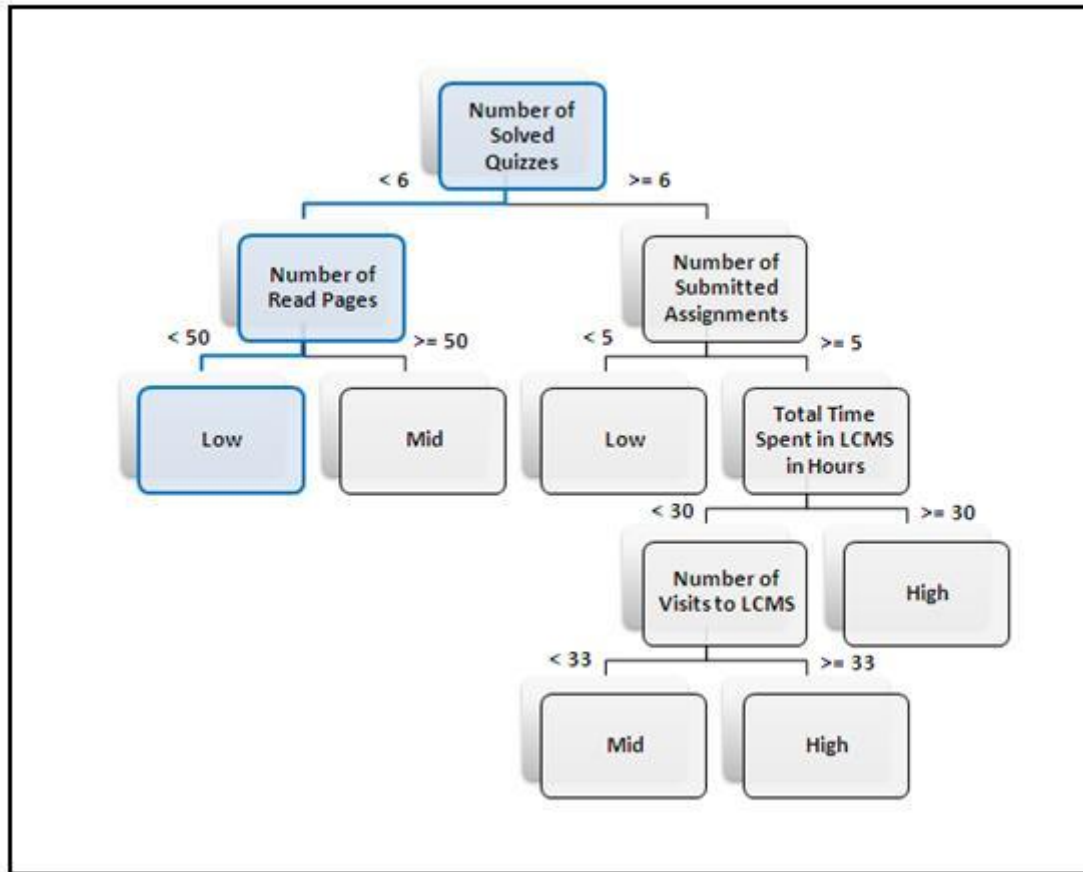 Number of
Solved
Quizzes
< 6
>= 6
Number of
Read Pages
Number of
Submitted
Assignments
< 50
>= 50
< 5
>= 5
Low
Mid
Low
Total Time
Spent in LCMS
in Hours
< 30
>= 30
Number of
Visits to LCMS
High
< 33
>= 33
Mid
High